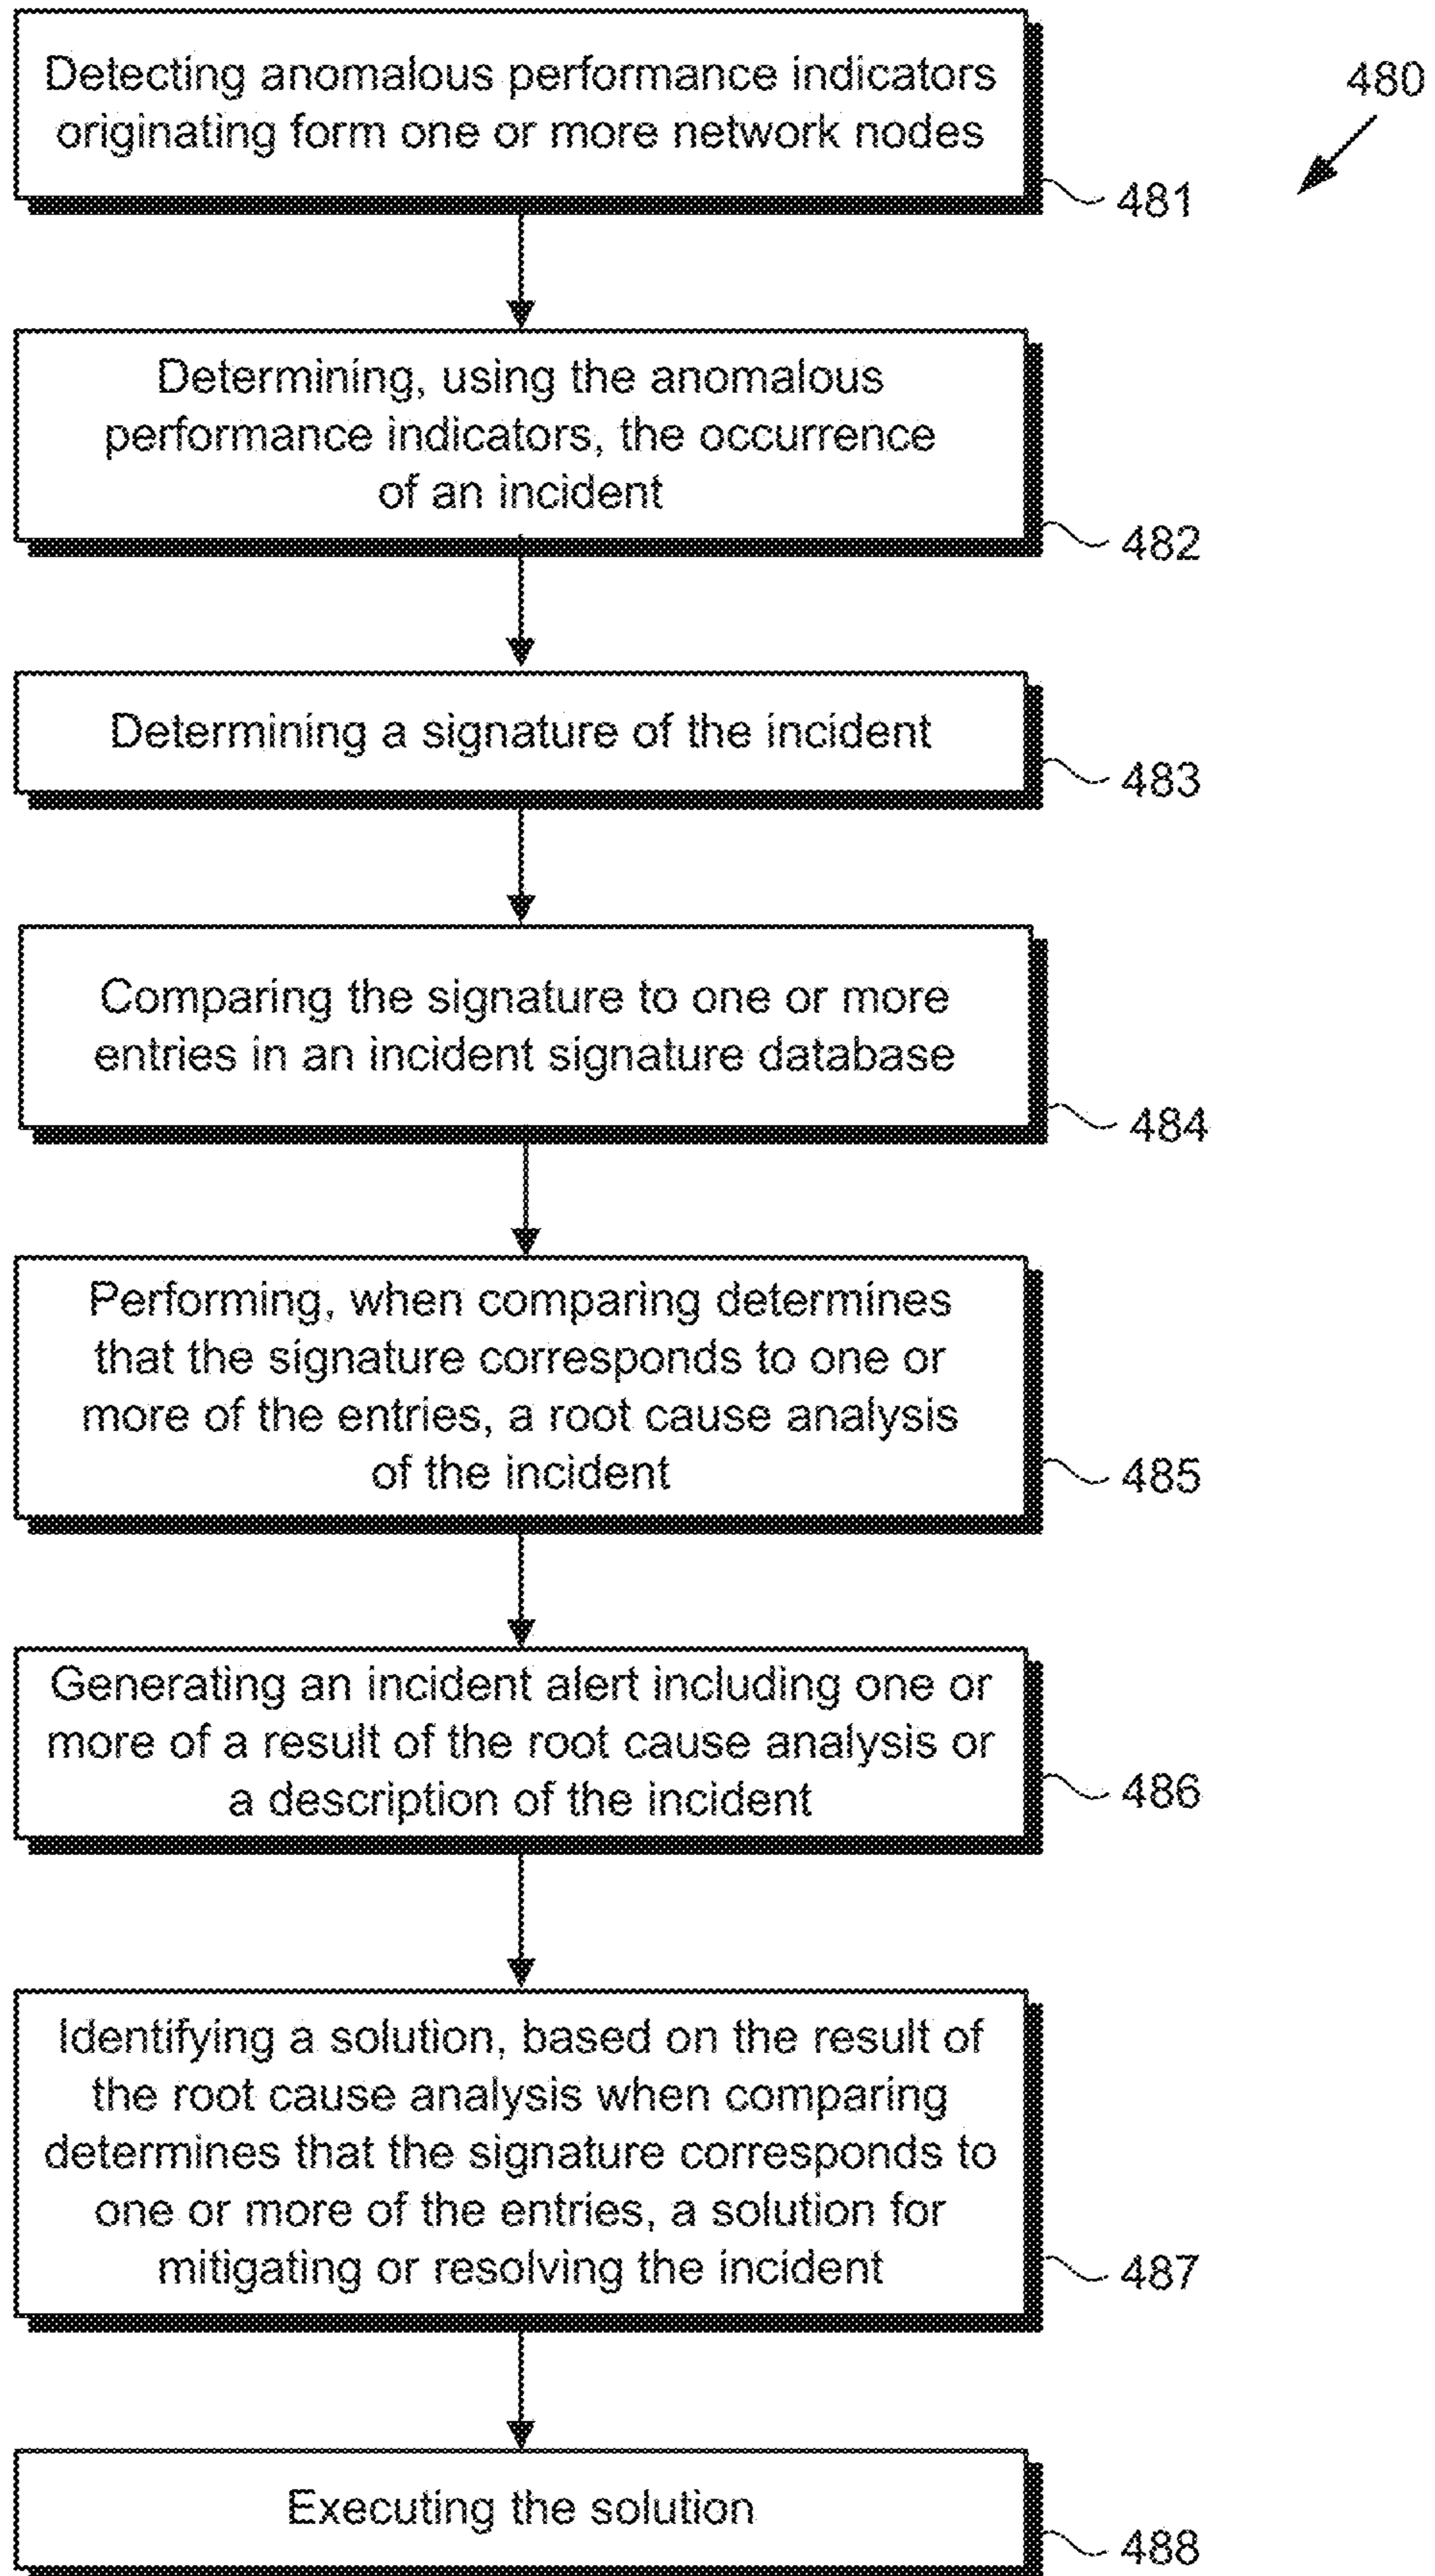 Detecting anomalous performance indicators
originating form one or more network nodes
480
481
Determining, using the anomalous
performance indicators, the occurrence
of an incident
482
Determining a signature of the incident
483
Comparing the signature to one or more
entries in an incident signature database
484
Performing, when comparing determines
that the signature corresponds to one or
more of the entries, a root cause analysis
of the incident
485
Generating an incident alert including one or
more of a result of the root cause analysis or
a description of the incident
486
Identifying a solution, based on the result of
the root cause analysis when comparing
determines that the signature corresponds to
one or more of the entries, a solution for
mitigating or resolving the incident
487
Executing the solution
488